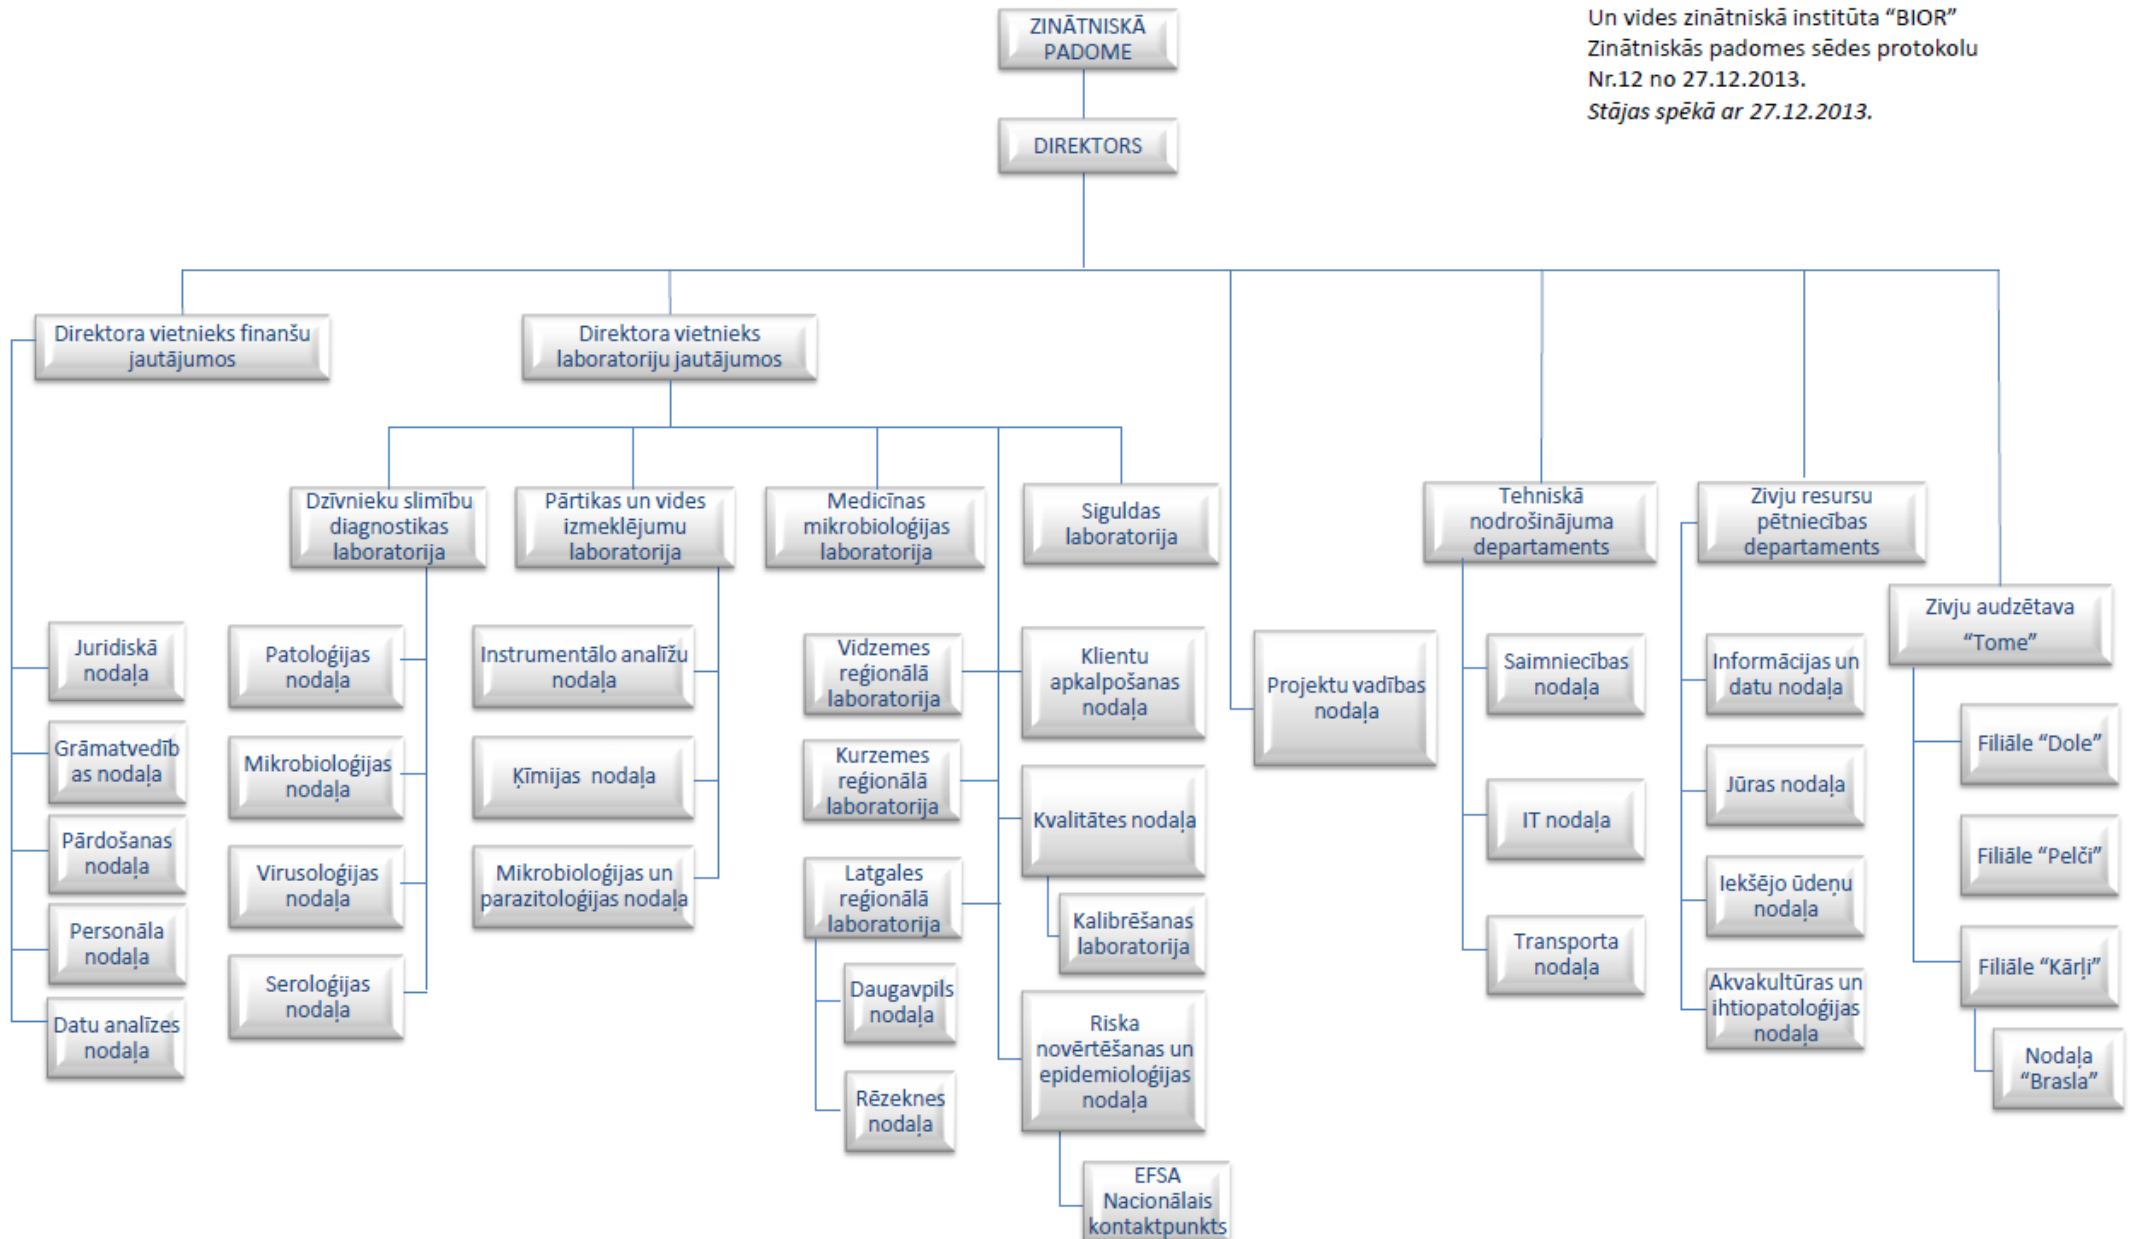 Un vides zinātniskā institūta “BIOR”
Zinātniskās padomes sēdes protokolu
Nr.12 no 27.12.2013.
Stājas spēkā ar 27.12.2013.
ZINĀTNISKĀ
PADOME
DIREKTORS
Direktora vietnieks finanšu
jautājumos
Direktora vietnieks
laboratoriju jautājumos
Dzīvnieku slimību
diagnostikas
laboratorija
Pārtikas un vides
izmeklējumu
laboratorija
Medicīnas
mikrobioloģijas
laboratorija
Siguldas
laboratorija
Tehniskā
nodrošinājuma
departaments
Zivju resursu
pētniecības
departaments
Zivju audzētava
“Tome”
Juridiskā
nodaļa
Grāmatvedīb
as nodaļa
Pārdošanas
nodaļa
Personāla
nodaļa
Datu analīzes
nodaļa
Patoloģijas
nodaļa
Mikrobioloģijas
nodaļa
Virusoloģijas
nodaļa
Seroloģijas
nodaļa
Instrumentālo analīžu
nodaļa
Ķīmijas nodaļa
Mikrobioloģijas un
parazitoloģijas nodaļa
Vidzemes
reģionālā
laboratorija
Kurzemes
reģionālā
laboratorija
Latgales
reģionālā
laboratorija
Daugavpils
nodaļa
Rēzeknes
nodaļa
Klientu
apkalpošanas
nodaļa
Kvalitātes nodaļa
Kalibrēšanas
laboratorija
Riska
novērtēšanas un
epidemioloģijas
nodaļa
EFSA
Nacionālais
kontaktpunkts
Projektu vadības
nodaļa
Saimniecības
nodaļa
IT nodaļa
Transporta
nodaļa
Informācijas un
datu nodaļa
Jūras nodaļa
Iekšējo ūdeņu
nodaļa
Akvakultūras un
ihtiopatoloģijas
nodaļa
Filiāle “Dole”
Filiāle “Pelči”
Filiāle “Kārļi”
Nodaļa
“Brasla”